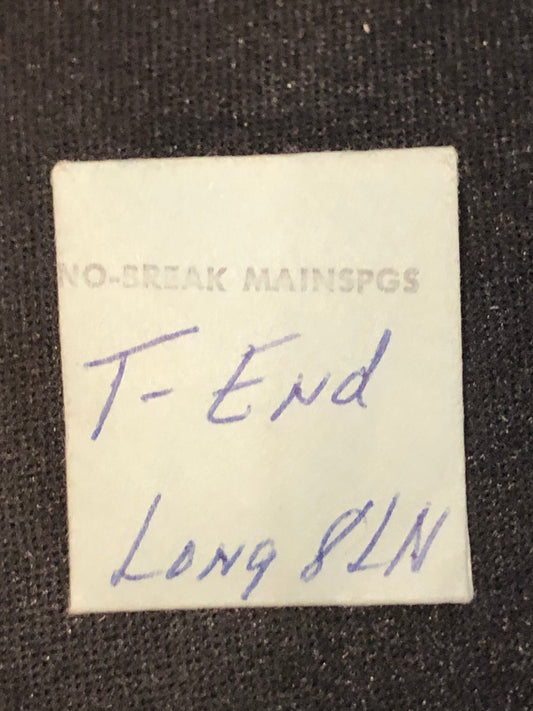 NO-BREAK MAINSPGS
T- End
Long 8LN